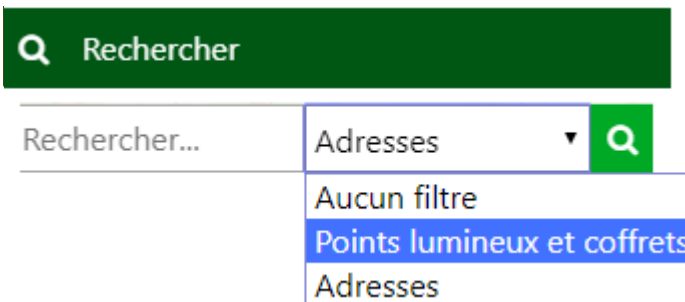 Rechercher
Rechercher... Adresses
Aucun filtre
Points lumineux et coffrets
Adresses